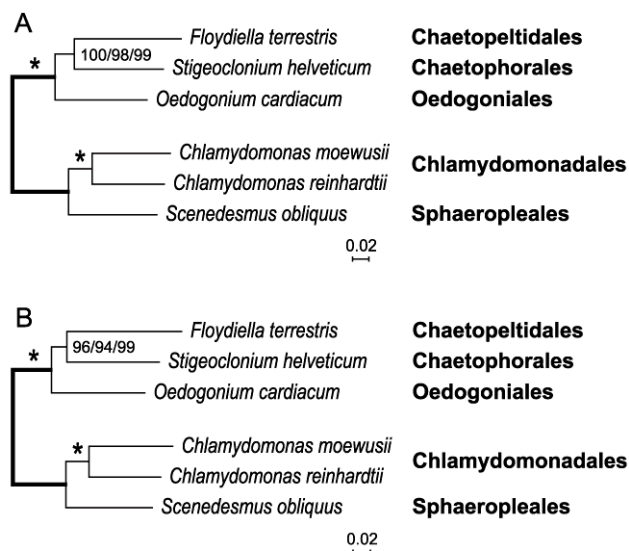 A
Floydiella terrestris Chaetopeltidales
100/98/99
*
Stigeoclonium helveticum Chaetophorales
Oedogonium cardiacum Oedogoniales
*
Chlamydomonas moewusii
Chlamydomonadales
Chlamydomonas reinhardtii
Scenedesmus obliquus Sphaeropleales
0.02
B
Floydiella terrestris Chaetopeltidales
96/94/99
*
Stigeoclonium helveticum Chaetophorales
Oedogonium cardiacum Oedogoniales
*
Chlamydomonas moewusii
Chlamydomonadales
Chlamydomonas reinhardtii
Scenedesmus obliquus Sphaeropleales
0.02